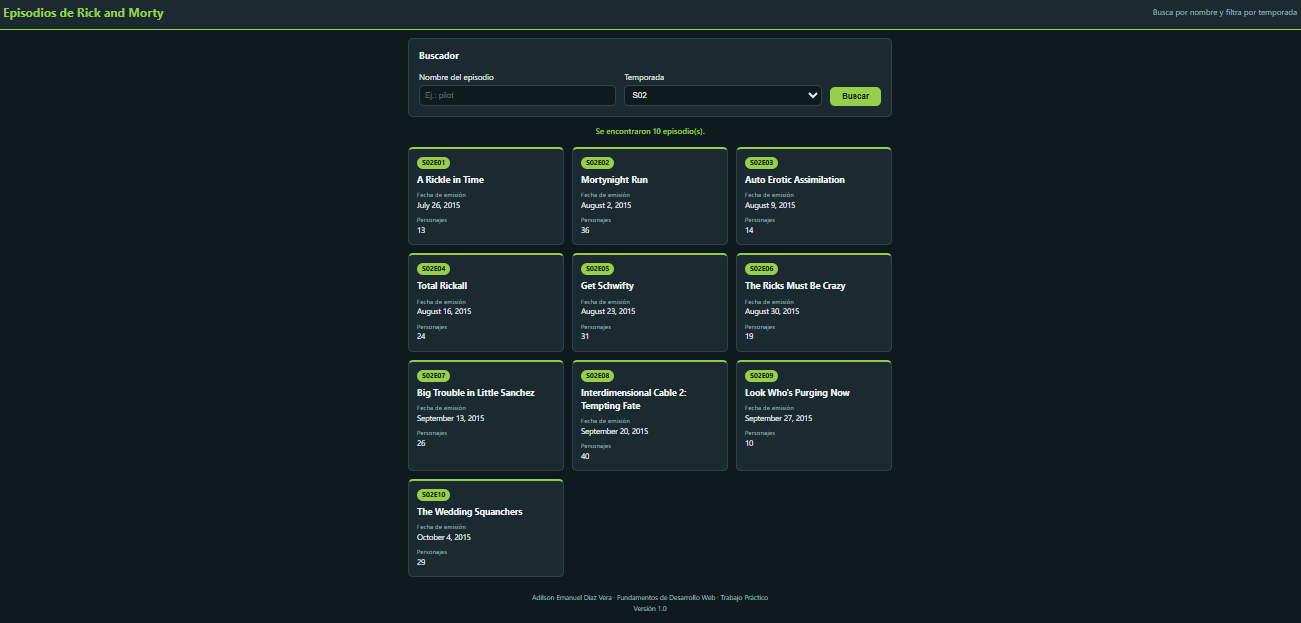 Episodios de Rick and Morty
Busca por nombre y filtra por temporada
Buscador
Nombre del episodio
Temporada
Ej.: pilot
S02
Buscar
Se encontraron 10 episodio(s).
S02E01
A Rickle in Time
Fecha de emisión
July 26, 2015
Personajes
13
S02E02
Mortynight Run
Fecha de emisión
August 2, 2015
Personajes
36
S02E03
Auto Erotic Assimilation
Fecha de emisión
August 9, 2015
Personajes
14
S02E04
Total Rickall
Fecha de emisión
August 16, 2015
Personajes
24
S02E05
Get Schwifty
Fecha de emisión
August 23, 2015
Personajes
31
S02E06
The Ricks Must Be Crazy
Fecha de emisión
August 30, 2015
Personajes
19
S02E07
Big Trouble in Little Sanchez
Fecha de emisión
September 13, 2015
Personajes
26
S02E08
Interdimensional Cable 2:
Tempting Fate
Fecha de emisión
September 20, 2015
Personajes
40
S02E09
Look Who's Purging Now
Fecha de emisión
September 27, 2015
Personajes
10
S02E10
The Wedding Squanchers
Fecha de emisión
October 4, 2015
Personajes
29
Adilson Emanuel Diaz Vera · Fundamentos de Desarrollo Web · Trabajo Práctico
Versión 1.0